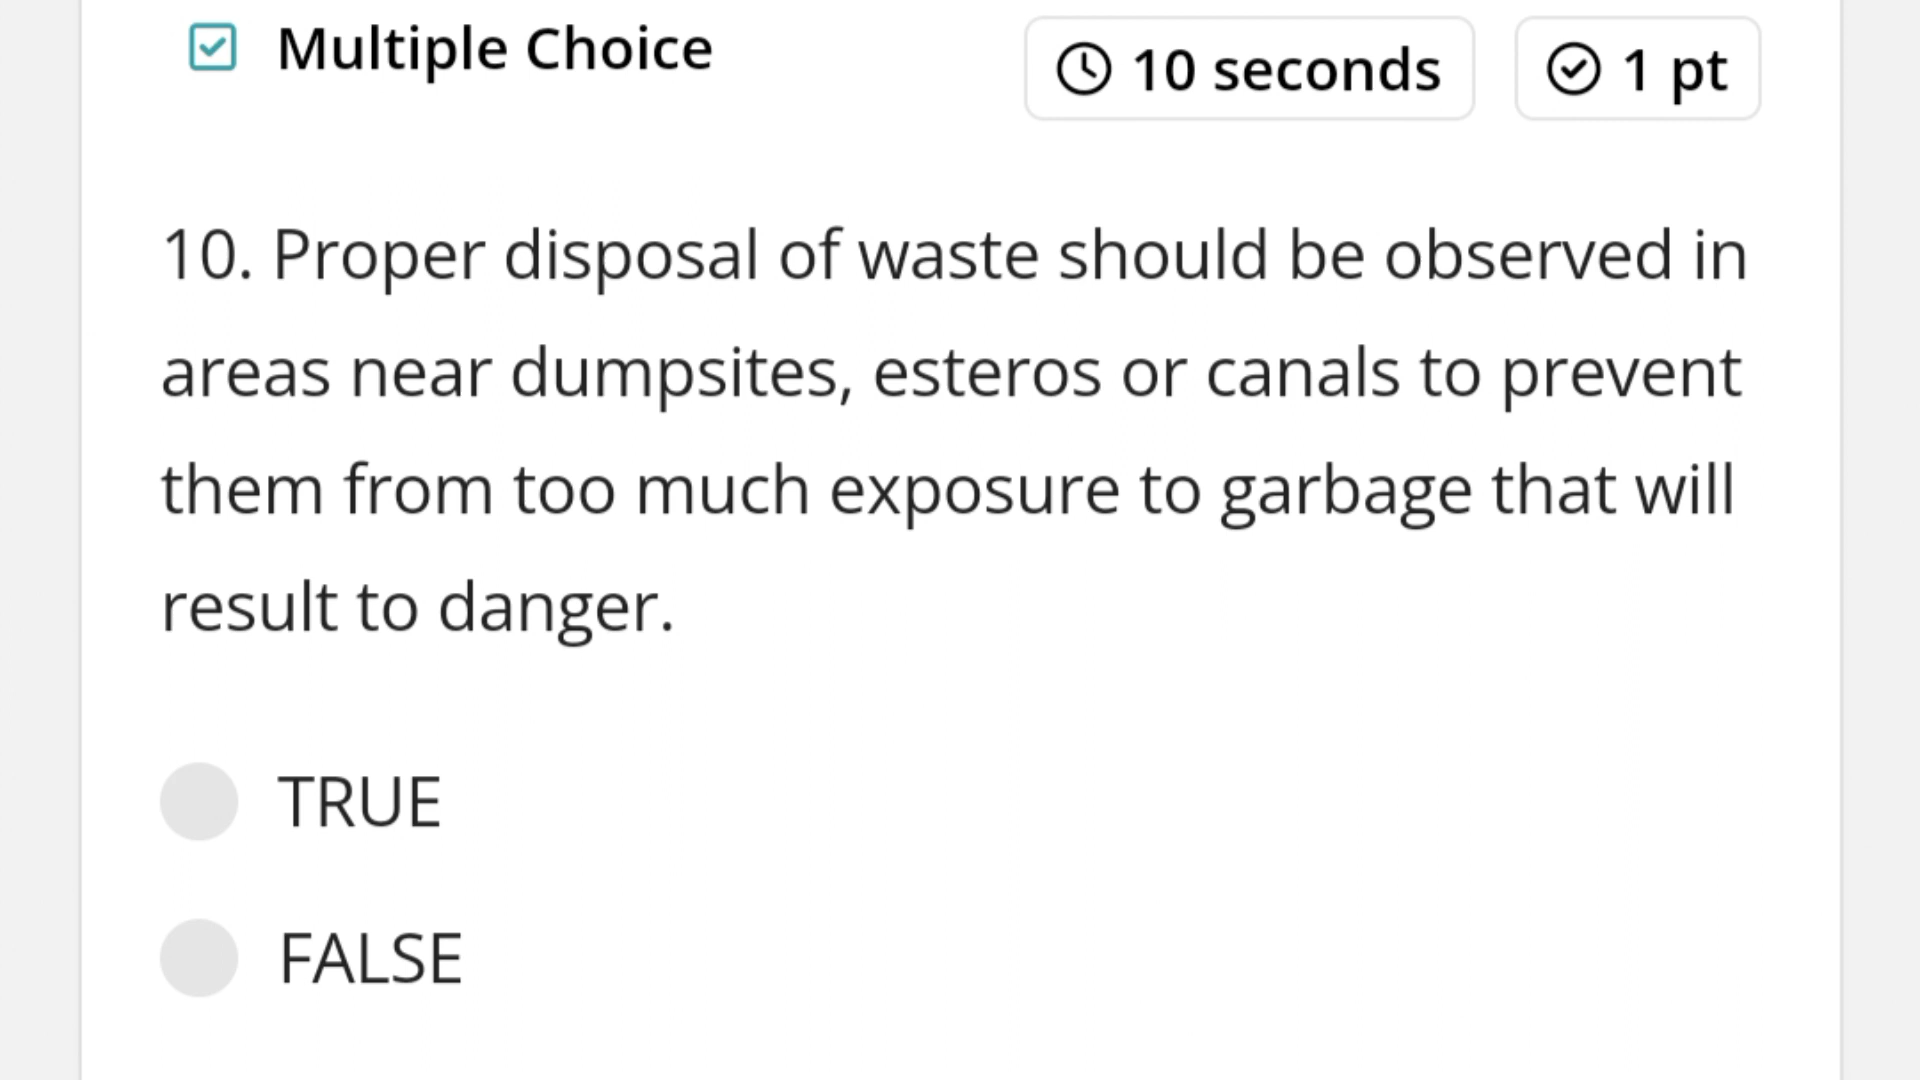 Multiple Choice
10 seconds
1 pt
10. Proper disposal of waste should be observed in
areas near dumpsites, esteros or canals to prevent
them from too much exposure to garbage that will
result to danger.
TRUE
FALSE